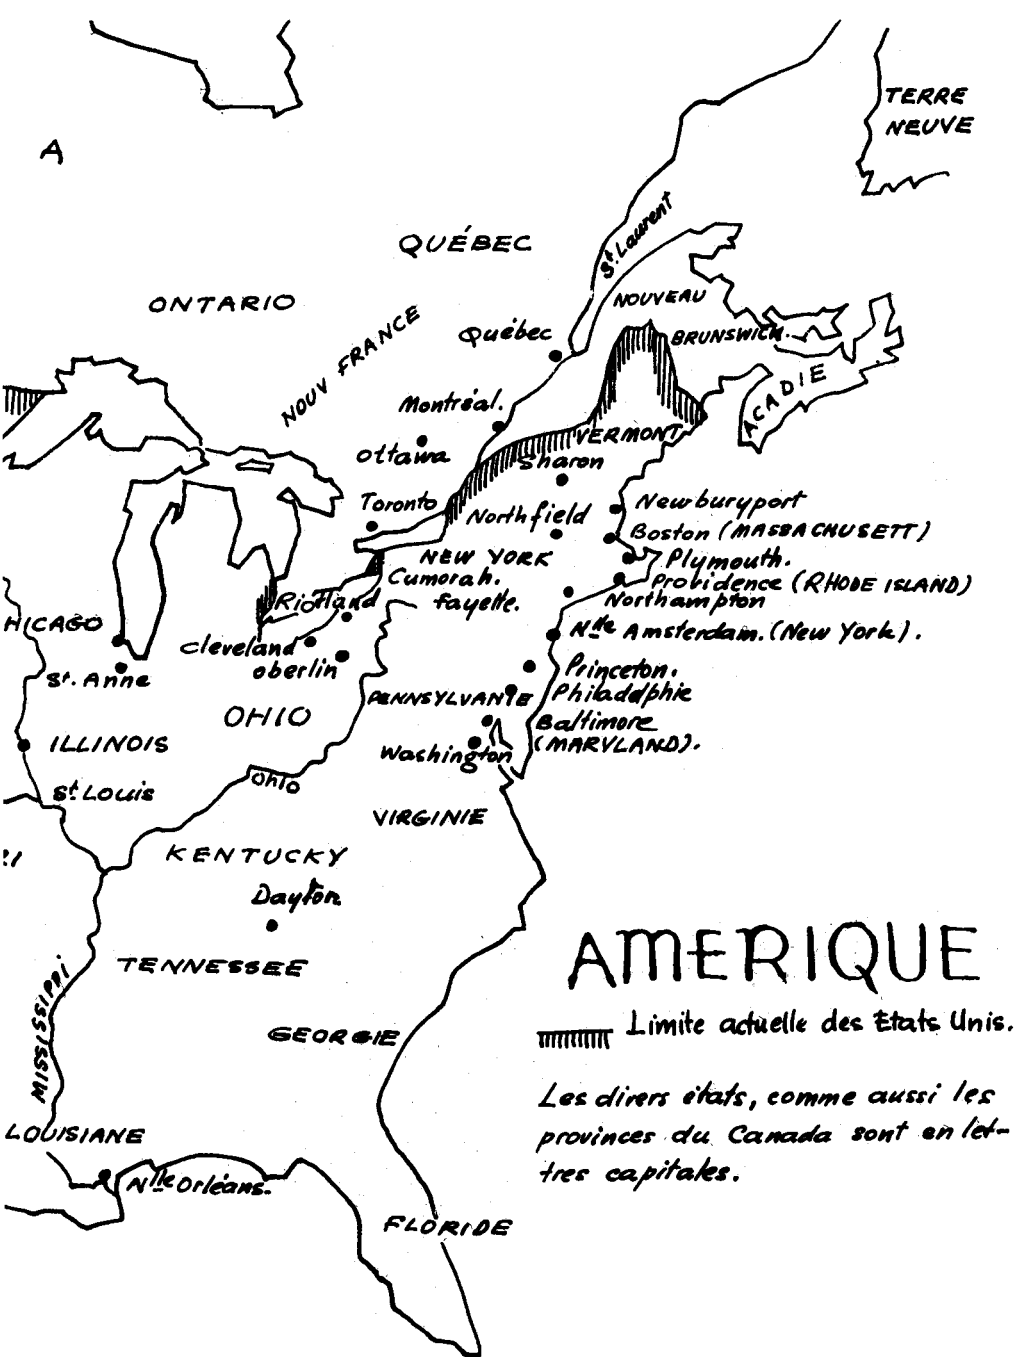 TERRE
NEUVE
A
St. Laurent
QUÉBEC
ONTARIO
NOUVEAU
BRUNSWICK.
NOUV FRANCE
Québec
ACADIE
Montréal.
VERMONT
Ottawa
Sharon
Toronto
Northfield
Newburyport
Boston (MASSACHUSETT)
NEW YORK
Plymouth.
Cumorah.
Providence (RHODE ISLAND)
fayette.
Northampton
HICAGO
Nlle Amsterdam. (New York).
Cleveland
oberlin
Princeton.
St. Anne
PENNSYLVANIE
Philadelphie
OHIO
Baltimore
(MARYLAND).
ILLINOIS
Washington
Ohio
St Louis
VIRGINIE
KENTUCKY
Dayton
AMERIQUE
TENNESSEE
MISSISSIPPI
Limite actuelle des Etats Unis.
GEORGIE
Les divers états, comme aussi les
provinces du Canada sont en let-
tres capitales.
LOUISIANE
Nlle Orléans.
FLORIDE